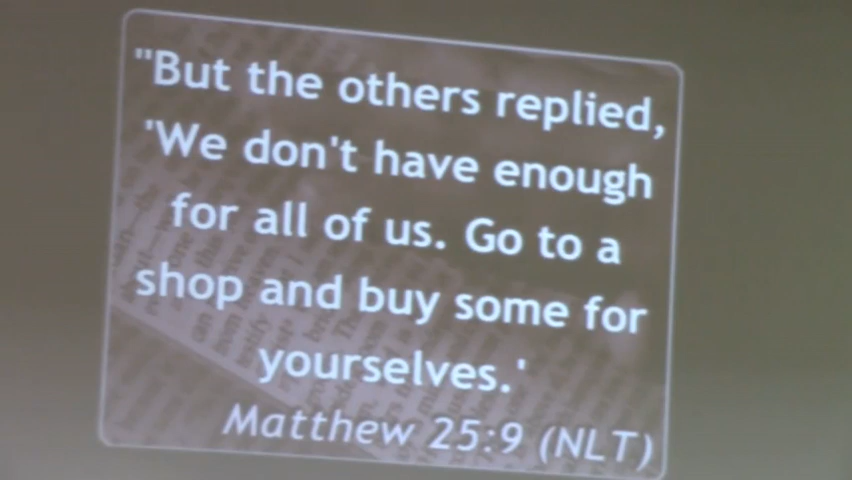 "But the others replied,
'We don't have enough
for all of us. Go to a
shop and buy some for
yourselves.'
Matthew 25:9 (NLT)